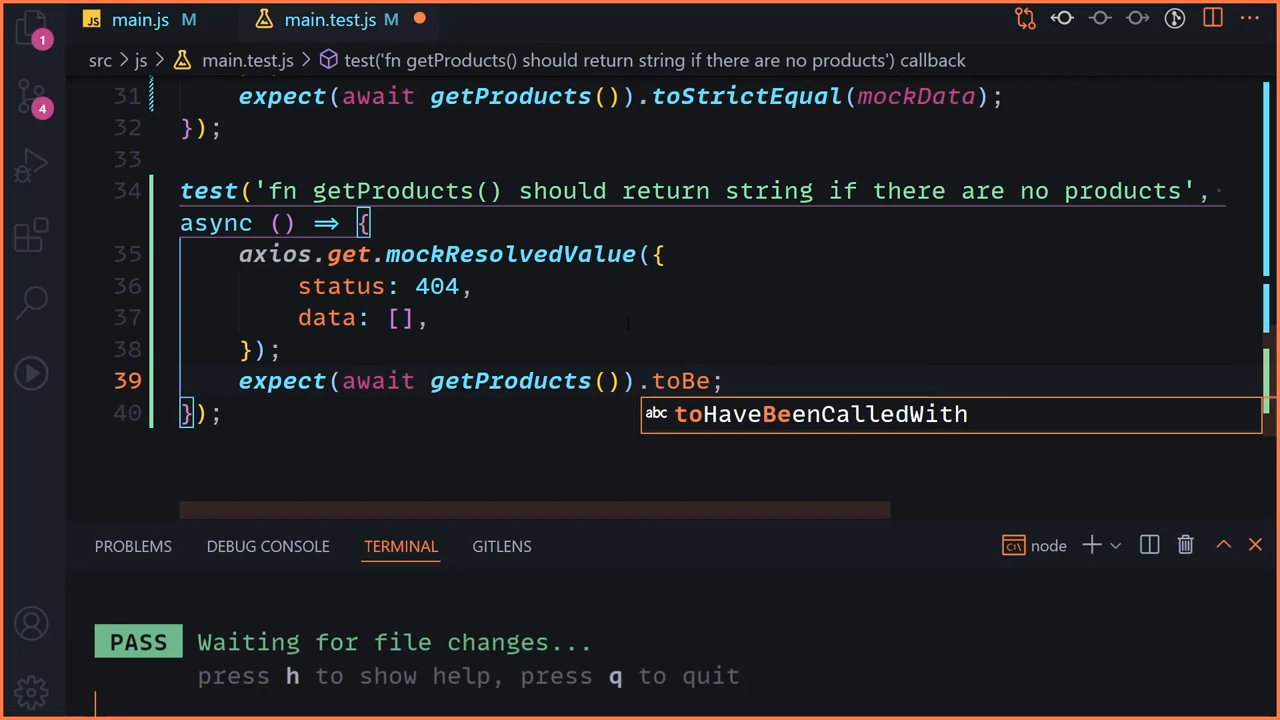 1
4
JS main.js M
main.test.js M
src > js > main.test.js > test('fn getProducts() should return string if there are no products') callback
31 expect(await getProducts()).toStrictEqual(mockData);
32 });
33
34 test('fn getProducts() should return string if there are no products',
async () => {
35 axios.get.mockResolvedValue({
36 status: 404,
37 data: [],
38 });
39 expect(await getProducts()).toBe;
40 });
abc toHaveBeenCalledWith
PROBLEMS DEBUG CONSOLE TERMINAL GITLENS node
PASS Waiting for file changes...
press h to show help, press q to quit